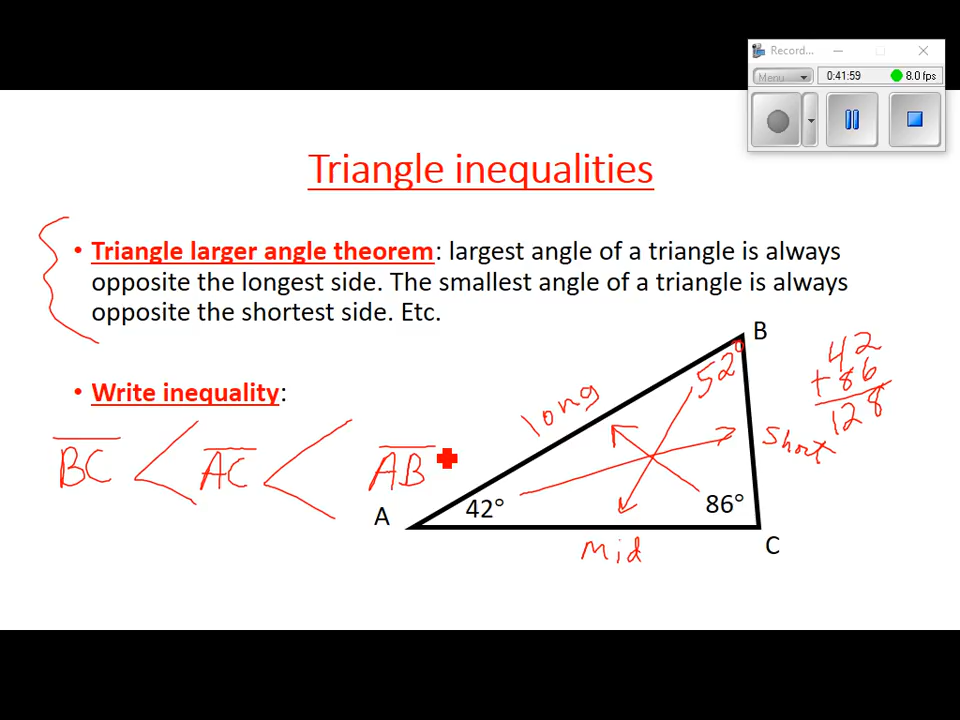 Record...
Menu
0:41:59
8.0 fps
Triangle inequalities
• Triangle larger angle theorem: largest angle of a triangle is always
opposite the longest side. The smallest angle of a triangle is always
opposite the shortest side. Etc.
B
42
+ 86
128
52°
• Write inequality:
long
short
BC < AC < AB
42°
86°
A
C
Mid